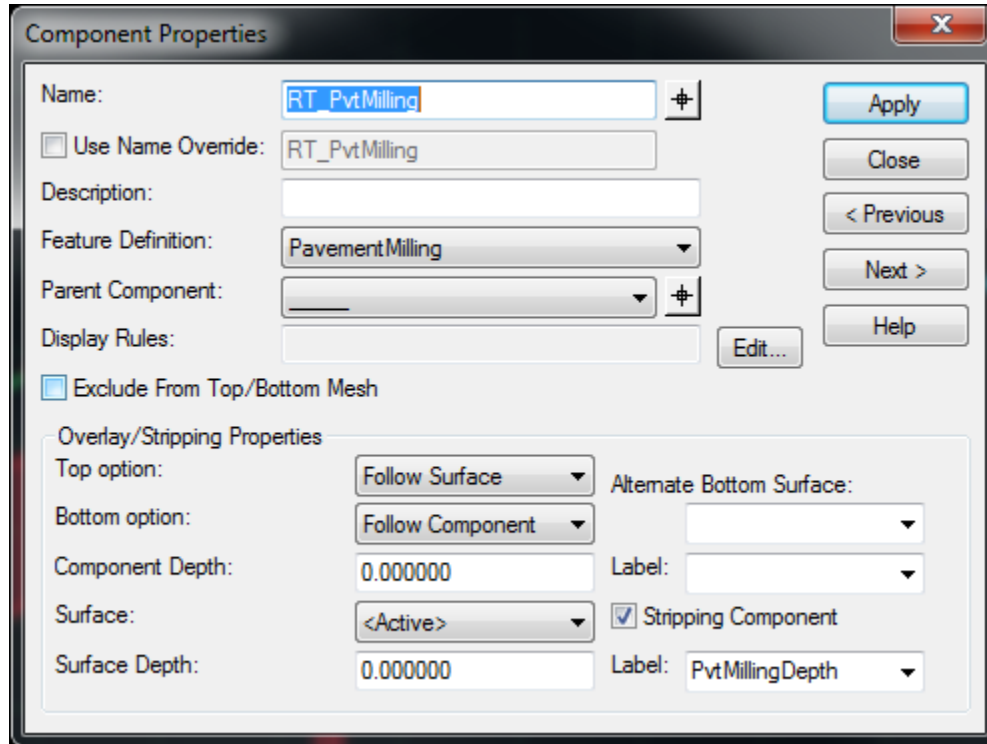 Component Properties
Name: RT_PvtMilling
Apply
Use Name Override: RT_PvtMilling
Close
Description:
< Previous
Feature Definition: PavementMilling
Next >
Parent Component: _____
Help
Display Rules:
Edit...
Exclude From Top/Bottom Mesh
Overlay/Stripping Properties
Top option: Follow Surface
Alternate Bottom Surface:
Bottom option: Follow Component
Component Depth: 0.000000 Label:
Surface: <Active> Stripping Component
Surface Depth: 0.000000 Label: PvtMillingDepth